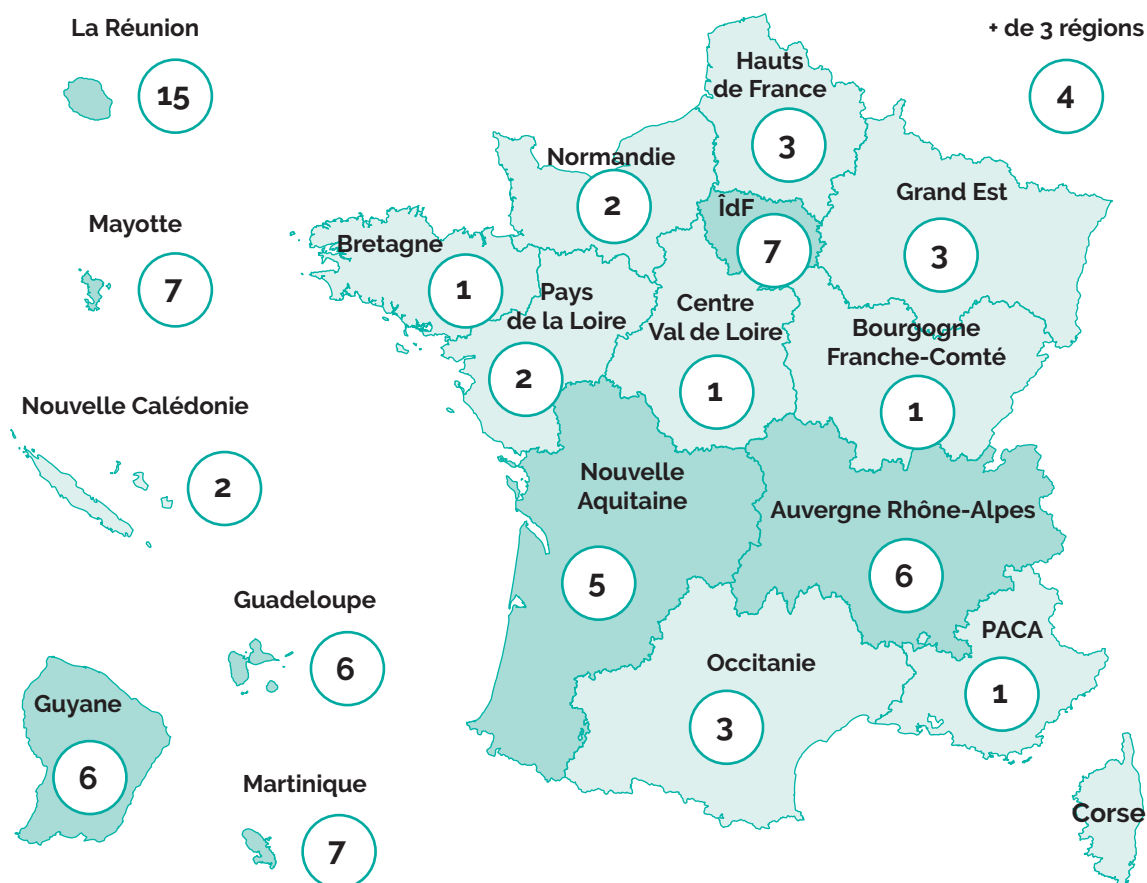 La Réunion
15
+ de 3 régions
4
Hauts
de France
3
Normandie
2
ÎdF
7
Grand Est
3
Mayotte
7
Bretagne
1
Pays
de la Loire
2
Centre
Val de Loire
1
Bourgogne
Franche-Comté
1
Nouvelle Calédonie
2
Nouvelle
Aquitaine
5
Auvergne Rhône-Alpes
6
Guadeloupe
6
PACA
1
Occitanie
3
Guyane
6
Martinique
7
Corse